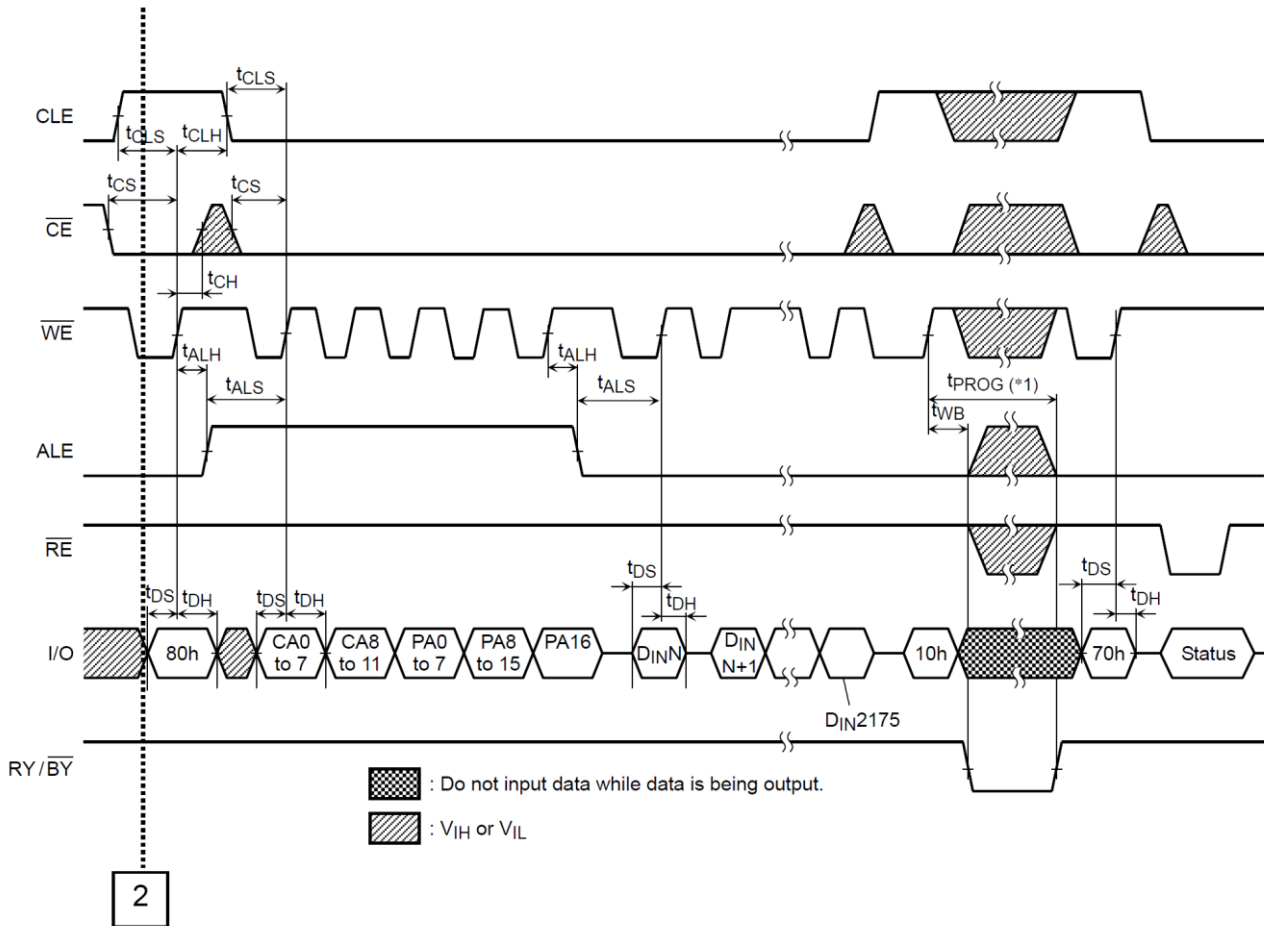 tCLS
CLE
tCLS tCLH
tCS tCS
CE
tCH
WE
tALH tALH
tALS tALS
tPROG (*1)
tWB
ALE
RE
tDS tDH tDS tDH tDS tDH tDS tDH
I/O
80h
CA0
to 7
CA8
to 11
PA0
to 7
PA8
to 15
PA16
DINN
DIN
N+1
10h
70h
Status
DIN2175
RY/BY
: Do not input data while data is being output.
: VIH or VIL
2